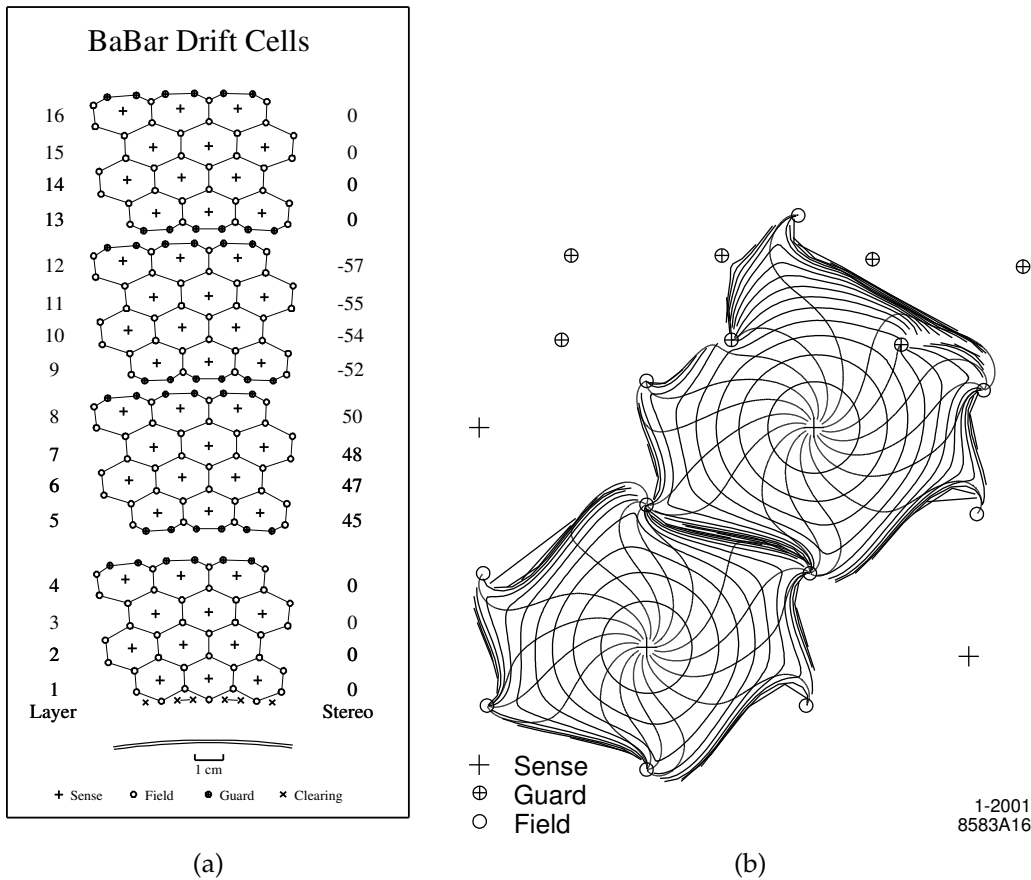 BaBar Drift Cells
16 0
15 0
14 0
13 0
12 -57
11 -55
10 -54
9 -52
8 50
7 48
6 47
5 45
4 0
3 0
2 0
1 0
Layer Stereo
1 cm
Sense Field Guard Clearing
Sense
Guard
Field
1-2001
8583A16
(a) (b)